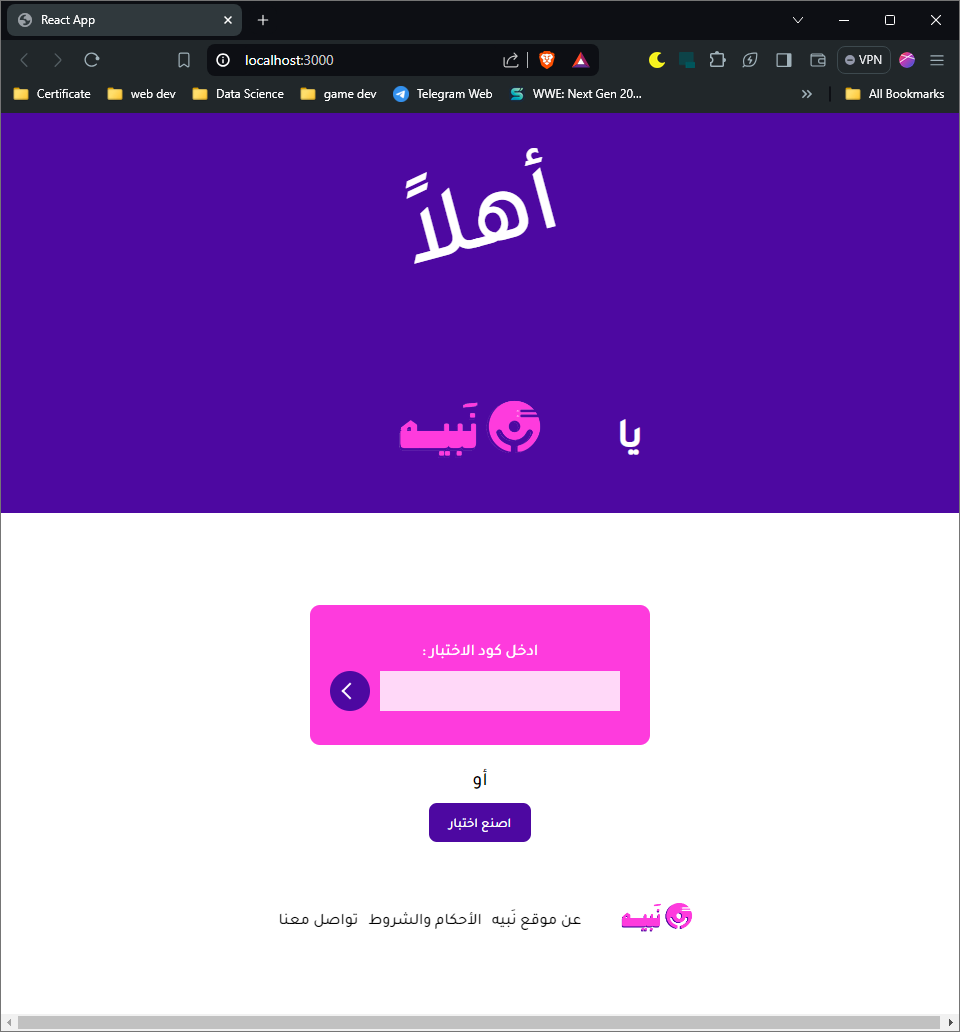 React App
localhost:3000
VPN
Certificate web dev Data Science game dev Telegram Web WWE: Next Gen 20... All Bookmarks
أهلاً
يا نَبيه
ادخل كود الاختبار :
أو
اصنع اختبار
نَبيه عن موقع نَبيه الأحكام والشروط تواصل معنا